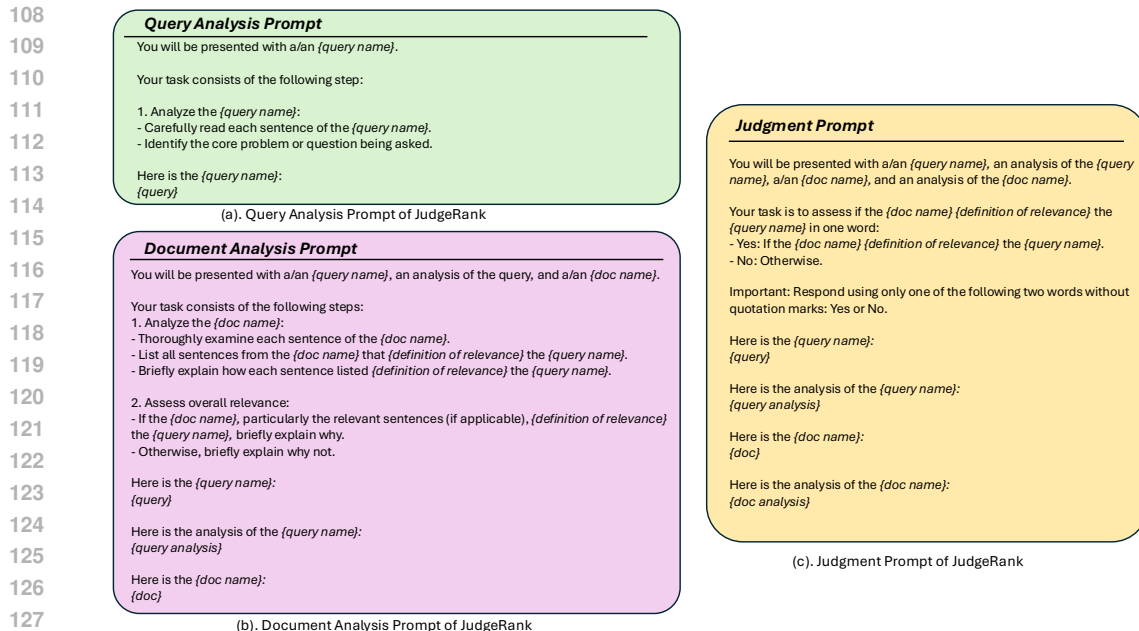 108
109
110
111
112
113
114
115
116
117
118
119
120
121
122
123
124
125
126
127
Query Analysis Prompt
You will be presented with a/an {query name}.
Your task consists of the following step:
1. Analyze the {query name}:
- Carefully read each sentence of the {query name}.
- Identify the core problem or question being asked.
Here is the {query name}:
{query}
(a). Query Analysis Prompt of JudgeRank
Document Analysis Prompt
You will be presented with a/an {query name}, an analysis of the query, and a/an {doc name}.
Your task consists of the following steps:
1. Analyze the {doc name}:
- Thoroughly examine each sentence of the {doc name}.
- List all sentences from the {doc name} that {definition of relevance} the {query name}.
- Briefly explain how each sentence listed {definition of relevance} the {query name}.
2. Assess overall relevance:
- If the {doc name}, particularly the relevant sentences (if applicable), {definition of relevance}
the {query name}, briefly explain why.
- Otherwise, briefly explain why not.
Here is the {query name}:
{query}
Here is the analysis of the {query name}:
{query analysis}
Here is the {doc name}:
{doc}
(b). Document Analysis Prompt of JudgeRank
Judgment Prompt
You will be presented with a/an {query name}, an analysis of the {query
name}, a/an {doc name}, and an analysis of the {doc name}.
Your task is to assess if the {doc name} {definition of relevance} the
{query name} in one word:
- Yes: If the {doc name} {definition of relevance} the {query name}.
- No: Otherwise.
Important: Respond using only one of the following two words without
quotation marks: Yes or No.
Here is the {query name}:
{query}
Here is the analysis of the {query name}:
{query analysis}
Here is the {doc name}:
{doc}
Here is the analysis of the {doc name}:
{doc analysis}
(c). Judgment Prompt of JudgeRank